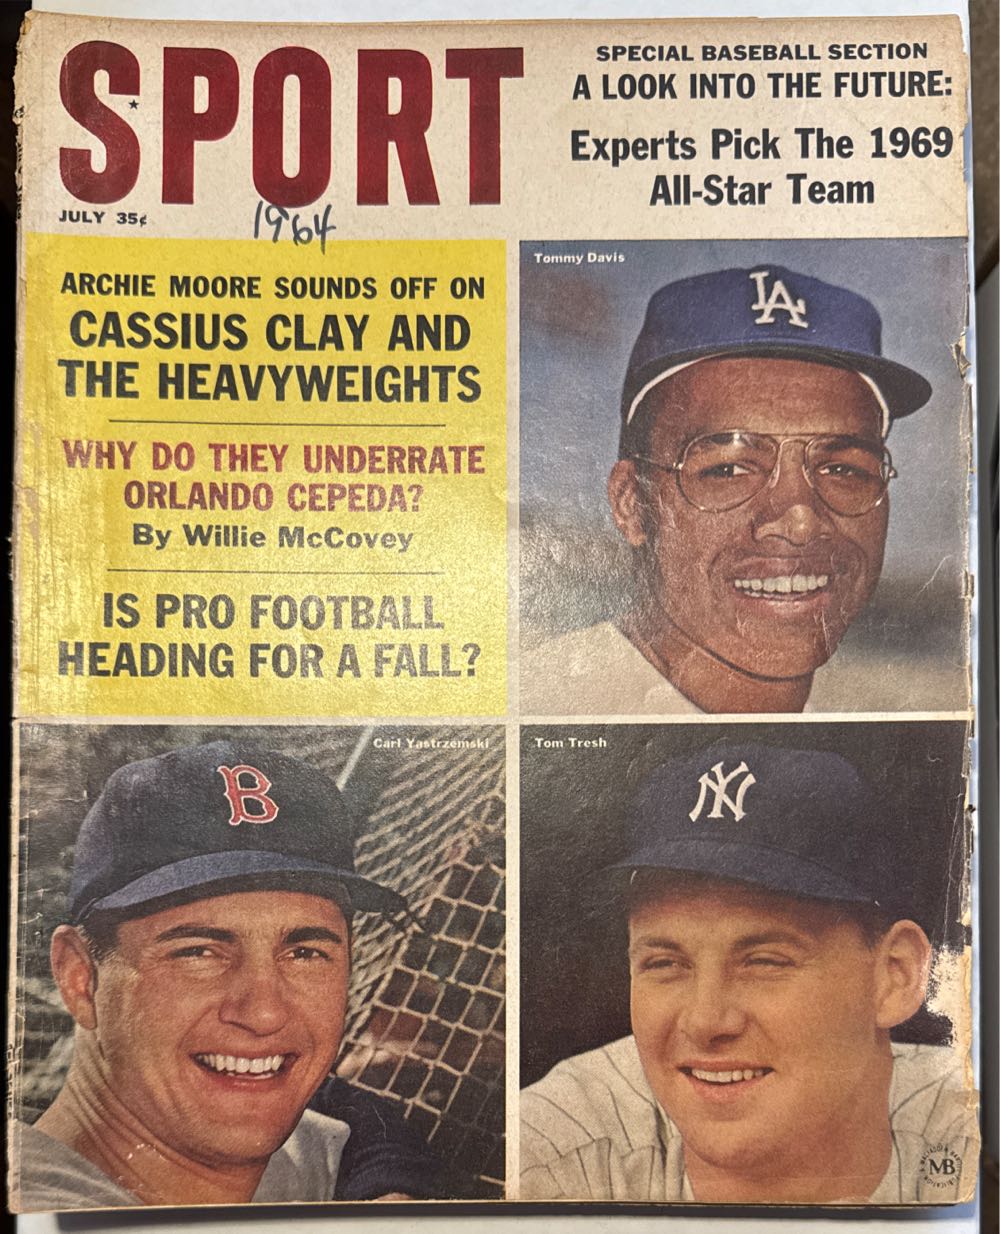 SPORT
JULY 35¢
1964
SPECIAL BASEBALL SECTION
A LOOK INTO THE FUTURE:
Experts Pick The 1969
All-Star Team
ARCHIE MOORE SOUNDS OFF ON
CASSIUS CLAY AND
THE HEAVYWEIGHTS
WHY DO THEY UNDERRATE
ORLANDO CEPEDA?
By Willie McCovey
IS PRO FOOTBALL
HEADING FOR A FALL?
Tommy Davis
LA
Carl Yastrzemski
B
Tom Tresh
NY
MB